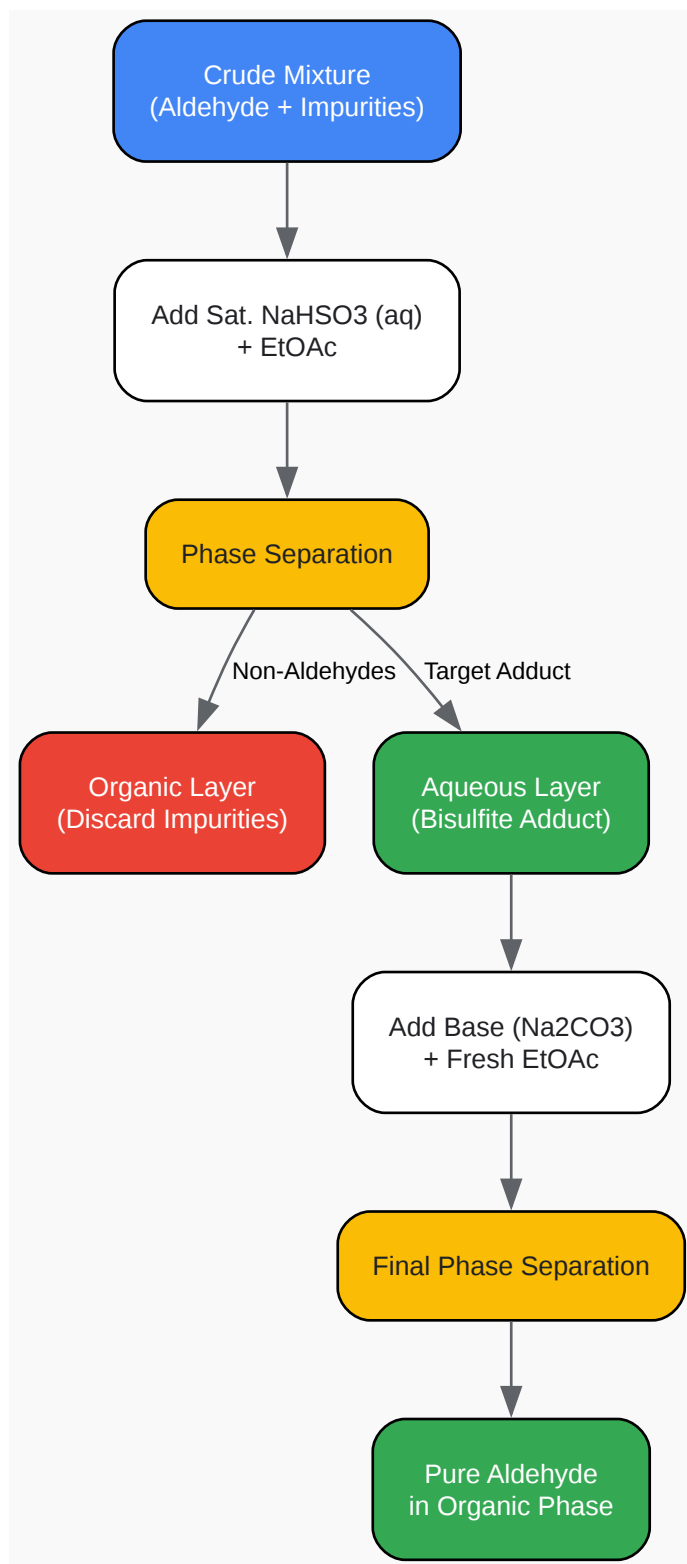 Crude Mixture
(Aldehyde + Impurities)
Add Sat. NaHSO3 (aq)
+ EtOAc
Phase Separation
Non-Aldehydes
Target Adduct
Organic Layer
(Discard Impurities)
Aqueous Layer
(Bisulfite Adduct)
Add Base (Na2CO3)
+ Fresh EtOAc
Final Phase Separation
Pure Aldehyde
in Organic Phase